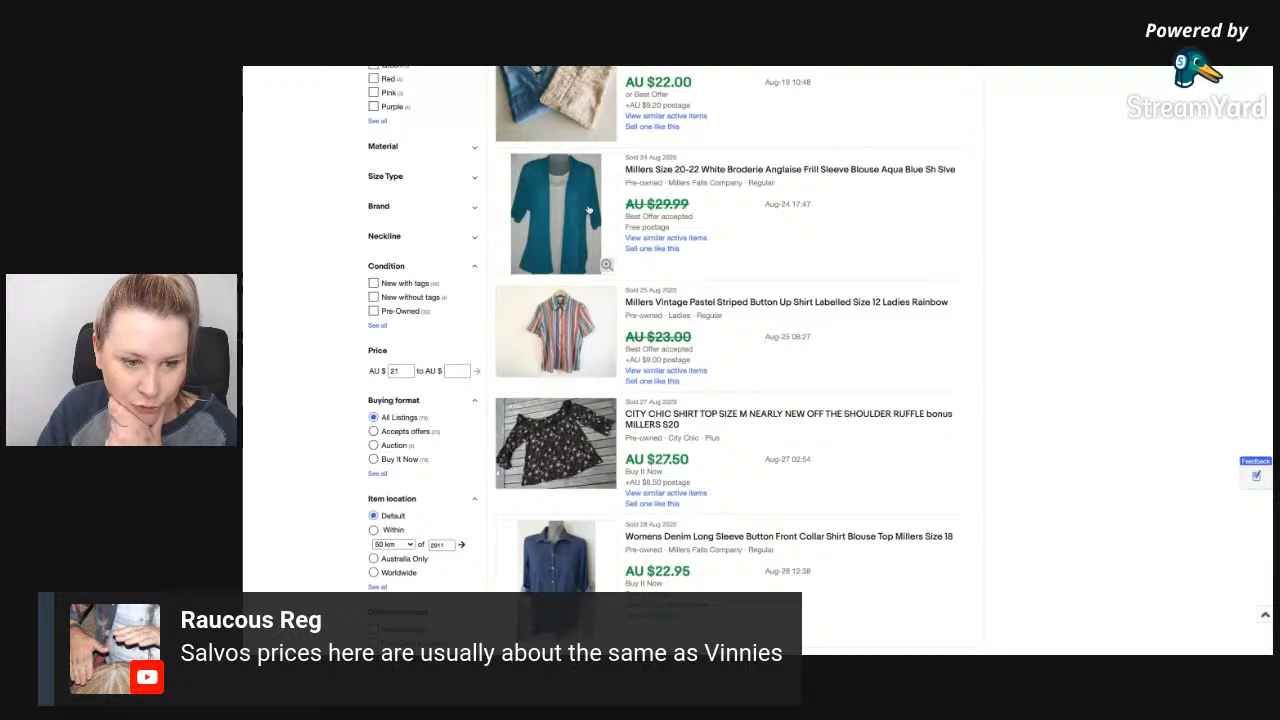 Powered by
StreamYard
Red (4)
Pink (3)
Purple (4)
See all
Material
Size Type
Brand
Neckline
Condition
New with tags (43)
New without tags (4)
Pre-Owned (32)
See all
Price
AU $ 21 to AU $
Buying format
All Listings (79)
Accepts offers (25)
Auction
Buy It Now (78)
See all
Item location
Default
Within
50 km of 2911
Australia Only
Worldwide
See all
AU $22.00
Aug-19 10:48
or Best Offer
+AU $9.20 postage
View similar active items
Sell one like this
Sold 24 Aug 2020
Millers Size 20-22 White Broderie Anglaise Frill Sleeve Blouse Aqua Blue Sh Slve
Pre-owned · Millers Falls Company · Regular
AU $29.99
Aug-24 17:47
Best Offer accepted
Free postage
View similar active items
Sell one like this
Sold 25 Aug 2020
Millers Vintage Pastel Striped Button Up Shirt Labelled Size 12 Ladies Rainbow
Pre-owned · Ladies · Regular
AU $23.00
Aug-25 08:27
Best Offer accepted
+AU $9.00 postage
View similar active items
Sell one like this
Sold 27 Aug 2020
CITY CHIC SHIRT TOP SIZE M NEARLY NEW OFF THE SHOULDER RUFFLE bonus
MILLERS S20
Pre-owned · City Chic · Plus
AU $27.50
Aug-27 02:54
Buy It Now
+AU $8.50 postage
View similar active items
Sell one like this
Sold 28 Aug 2020
Womens Denim Long Sleeve Button Front Collar Shirt Blouse Top Millers Size 18
Pre-owned · Millers Falls Company · Regular
AU $22.95
Aug-28 12:38
Buy It Now
Feedback
Raucous Reg
Salvos prices here are usually about the same as Vinnies